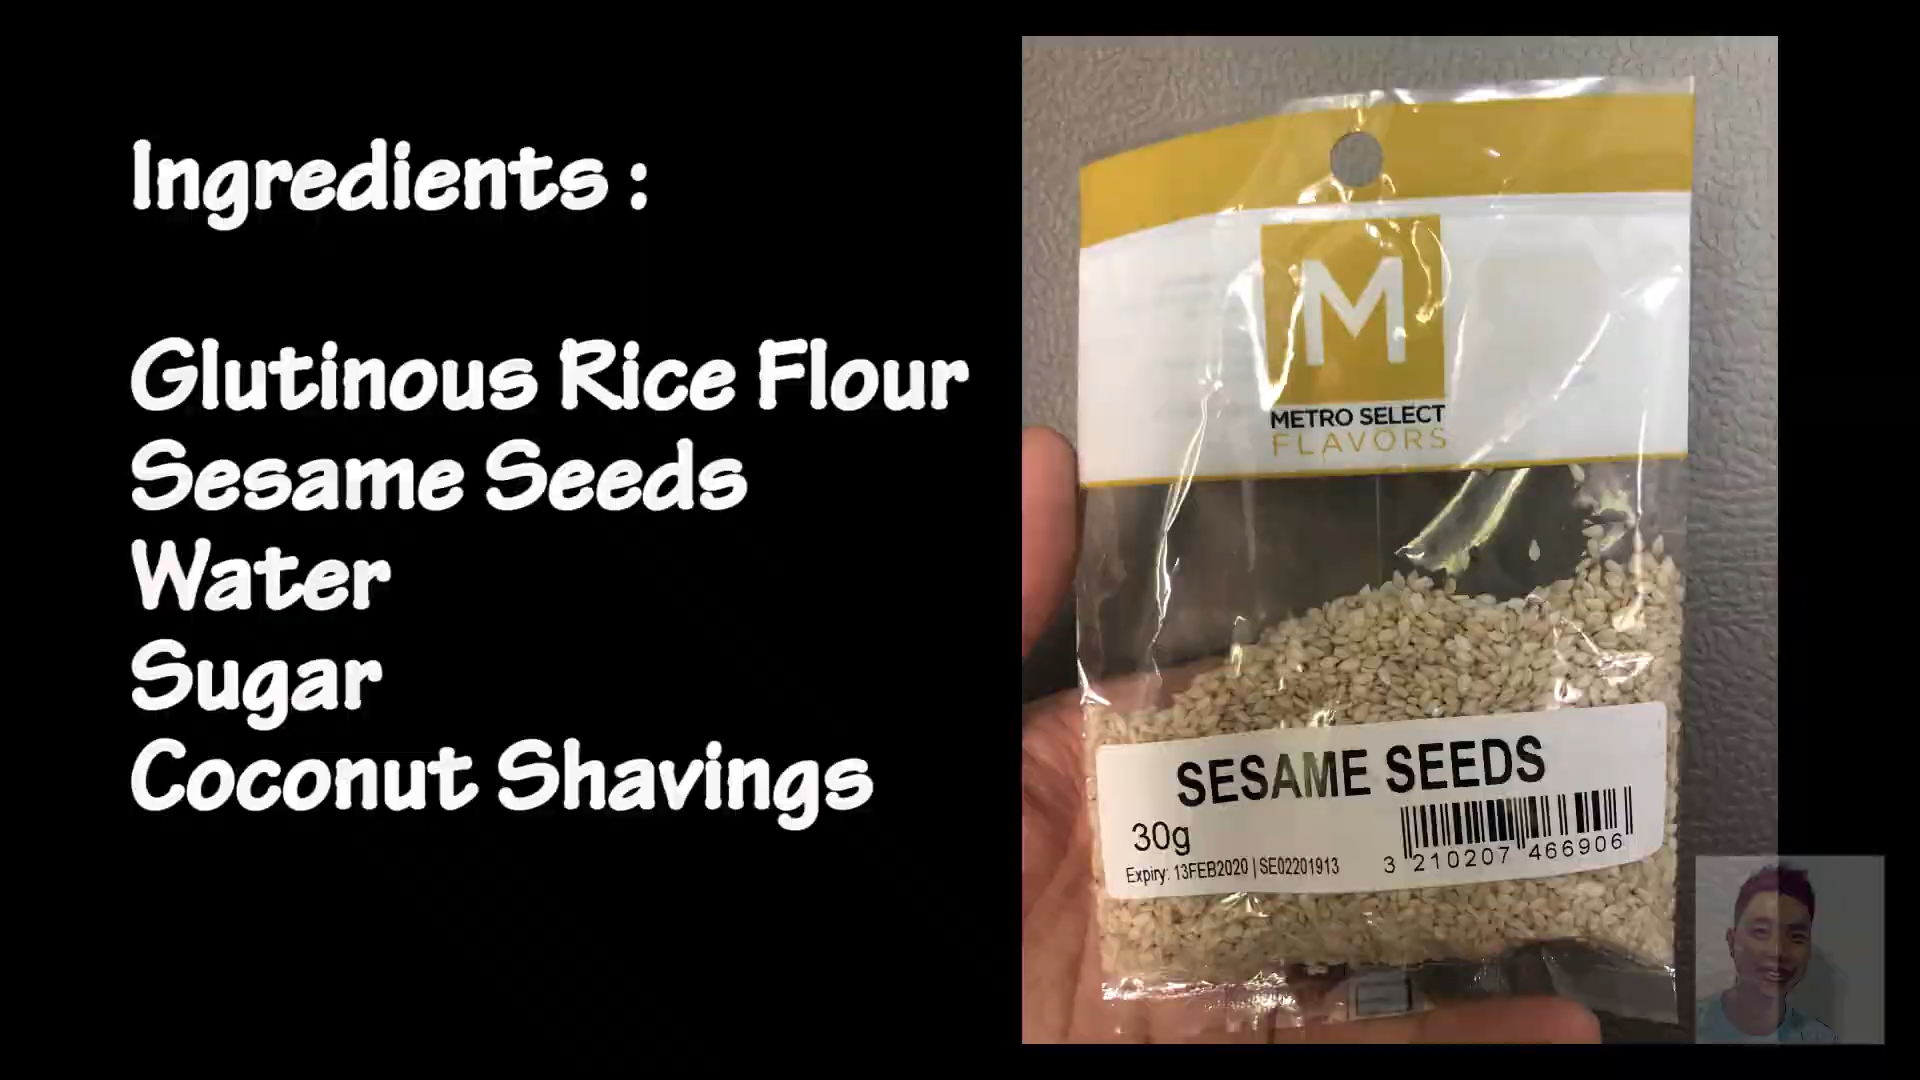 Ingredients :
Glutinous Rice Flour
Sesame Seeds
Water
Sugar
Coconut Shavings
M
METRO SELECT
FLAVORS
SESAME SEEDS
30g
Expiry: 13FEB2020 | SE02201913
3 210207 466906